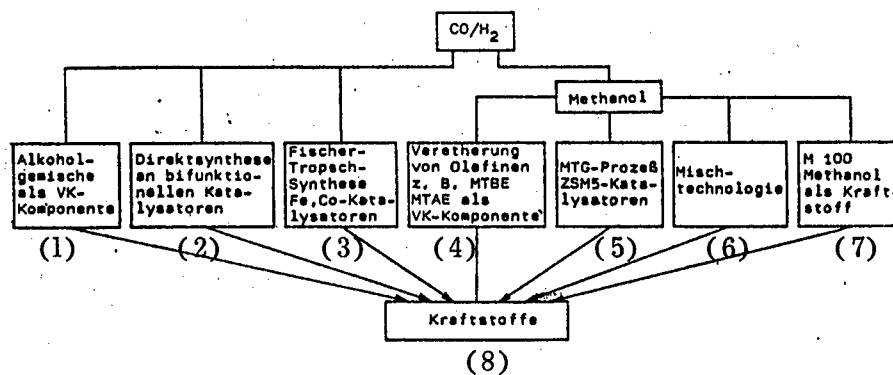 CO/H2
Methanol
Alkohol-
gemische
als VK-
Komponente
Direktsynthese
an bifunktio-
nellen Kata-
lysatoren
Fischer-
Tropsch-
Synthese
Fe,Co-Kata-
lysatoren
Veretherung
von Olefinen
z. B. MTBE
MTAE als
VK-Komponente
MTG-Prozeß
ZSM5-Kata-
lysatoren
Misch-
technologie
M 100
Methanol
als Kraft-
stoff
(1)
(2)
(3)
(4)
(5)
(6)
(7)
Kraftstoffe
(8)